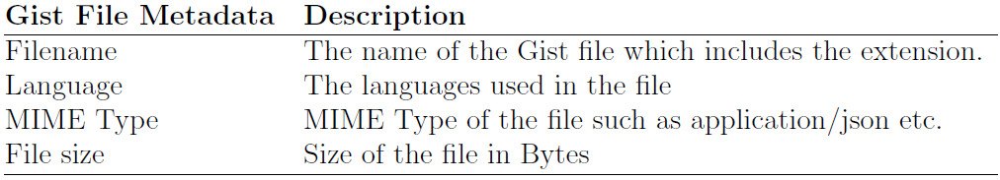 Gist File Metadata Description
Filename The name of the Gist file which includes the extension.
Language The languages used in the file
MIME Type MIME Type of the file such as application/json etc.
File size Size of the file in Bytes